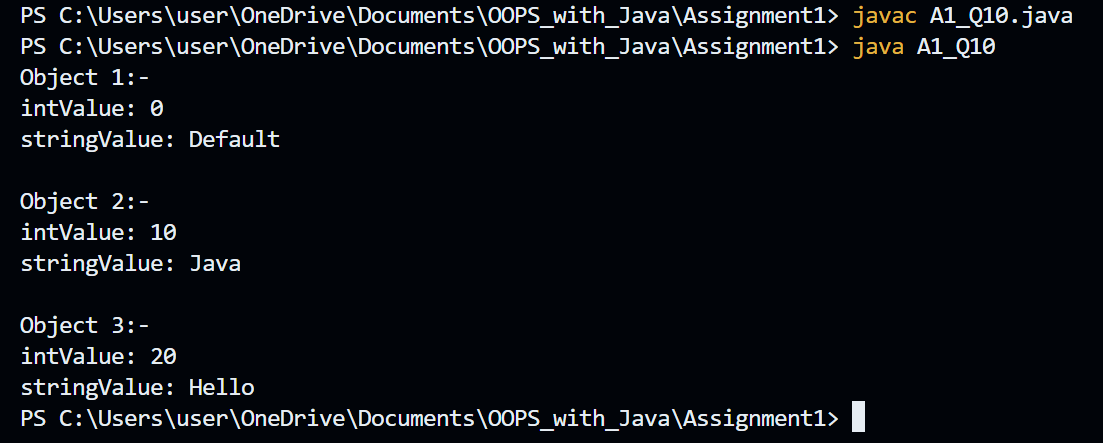 PS C:\Users\user\OneDrive\Documents\OOPS_with_Java\Assignment1> javac A1_Q10.java
PS C:\Users\user\OneDrive\Documents\OOPS_with_Java\Assignment1> java A1_Q10
Object 1:-
intValue: 0
stringValue: Default

Object 2:-
intValue: 10
stringValue: Java

Object 3:-
intValue: 20
stringValue: Hello
PS C:\Users\user\OneDrive\Documents\OOPS_with_Java\Assignment1>